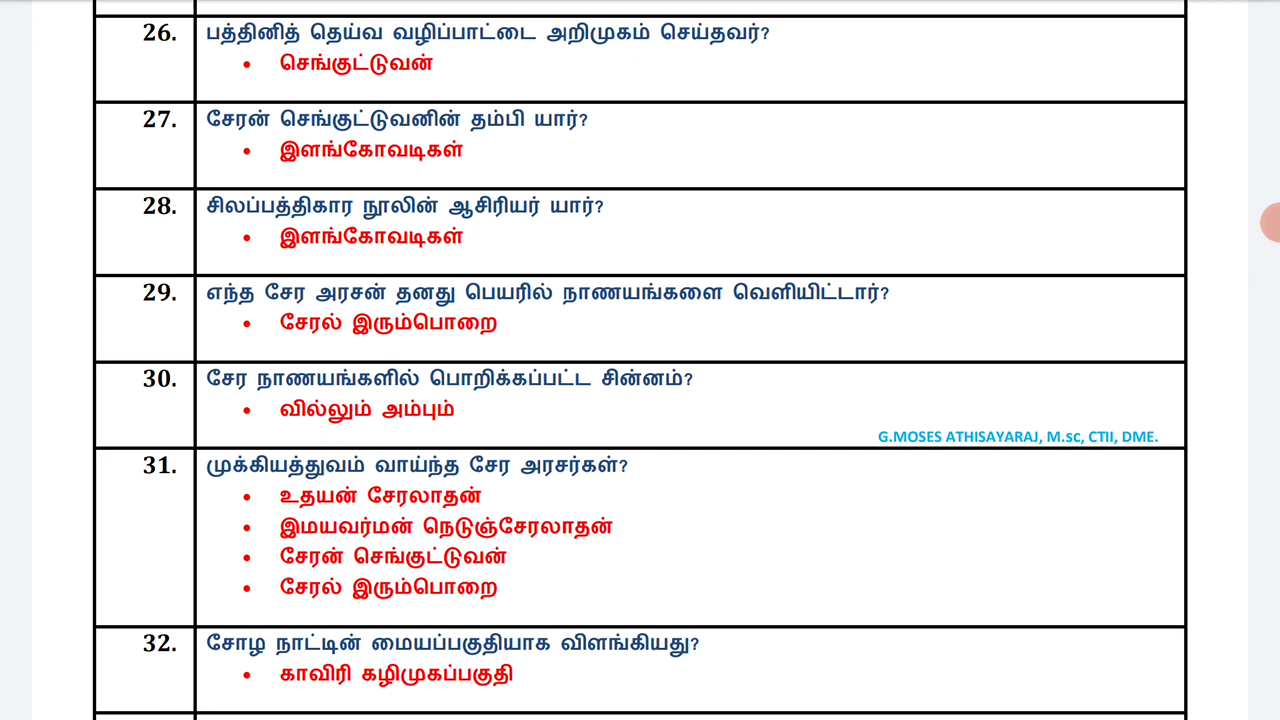 26. பத்தினித் தெய்வ வழிப்பாட்டை அறிமுகம் செய்தவர்?
• செங்குட்டுவன்
27. சேரன் செங்குட்டுவனின் தம்பி யார்?
• இளங்கோவடிகள்
28. சிலப்பத்திகார நூலின் ஆசிரியர் யார்?
• இளங்கோவடிகள்
29. எந்த சேர அரசன் தனது பெயரில் நாணயங்களை வெளியிட்டார்?
• சேரல் இரும்பொறை
30. சேர நாணயங்களில் பொறிக்கப்பட்ட சின்னம்?
• வில்லும் அம்பும்
G.MOSES ATHISAYARAJ, M.sc, CTII, DME.
31. முக்கியத்துவம் வாய்ந்த சேர அரசர்கள்?
• உதயன் சேரலாதன்
• இமயவர்மன் நெடுஞ்சேரலாதன்
• சேரன் செங்குட்டுவன்
• சேரல் இரும்பொறை
32. சோழ நாட்டின் மையப்பகுதியாக விளங்கியது?
• காவிரி கழிமுகப்பகுதி